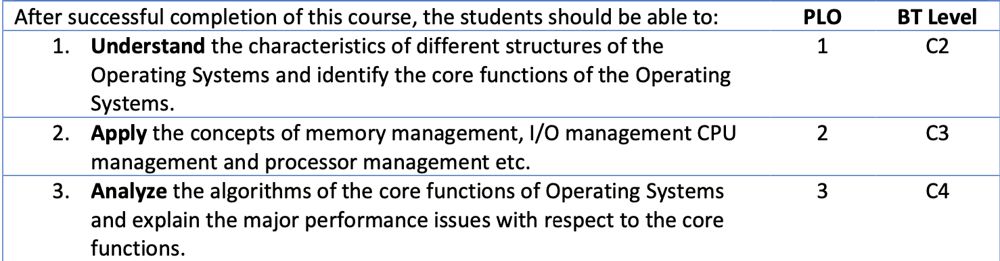 After successful completion of this course, the students should be able to: PLO BT Level
1. Understand the characteristics of different structures of the 1 C2
Operating Systems and identify the core functions of the Operating
Systems.
2. Apply the concepts of memory management, I/O management CPU 2 C3
management and processor management etc.
3. Analyze the algorithms of the core functions of Operating Systems 3 C4
and explain the major performance issues with respect to the core
functions.